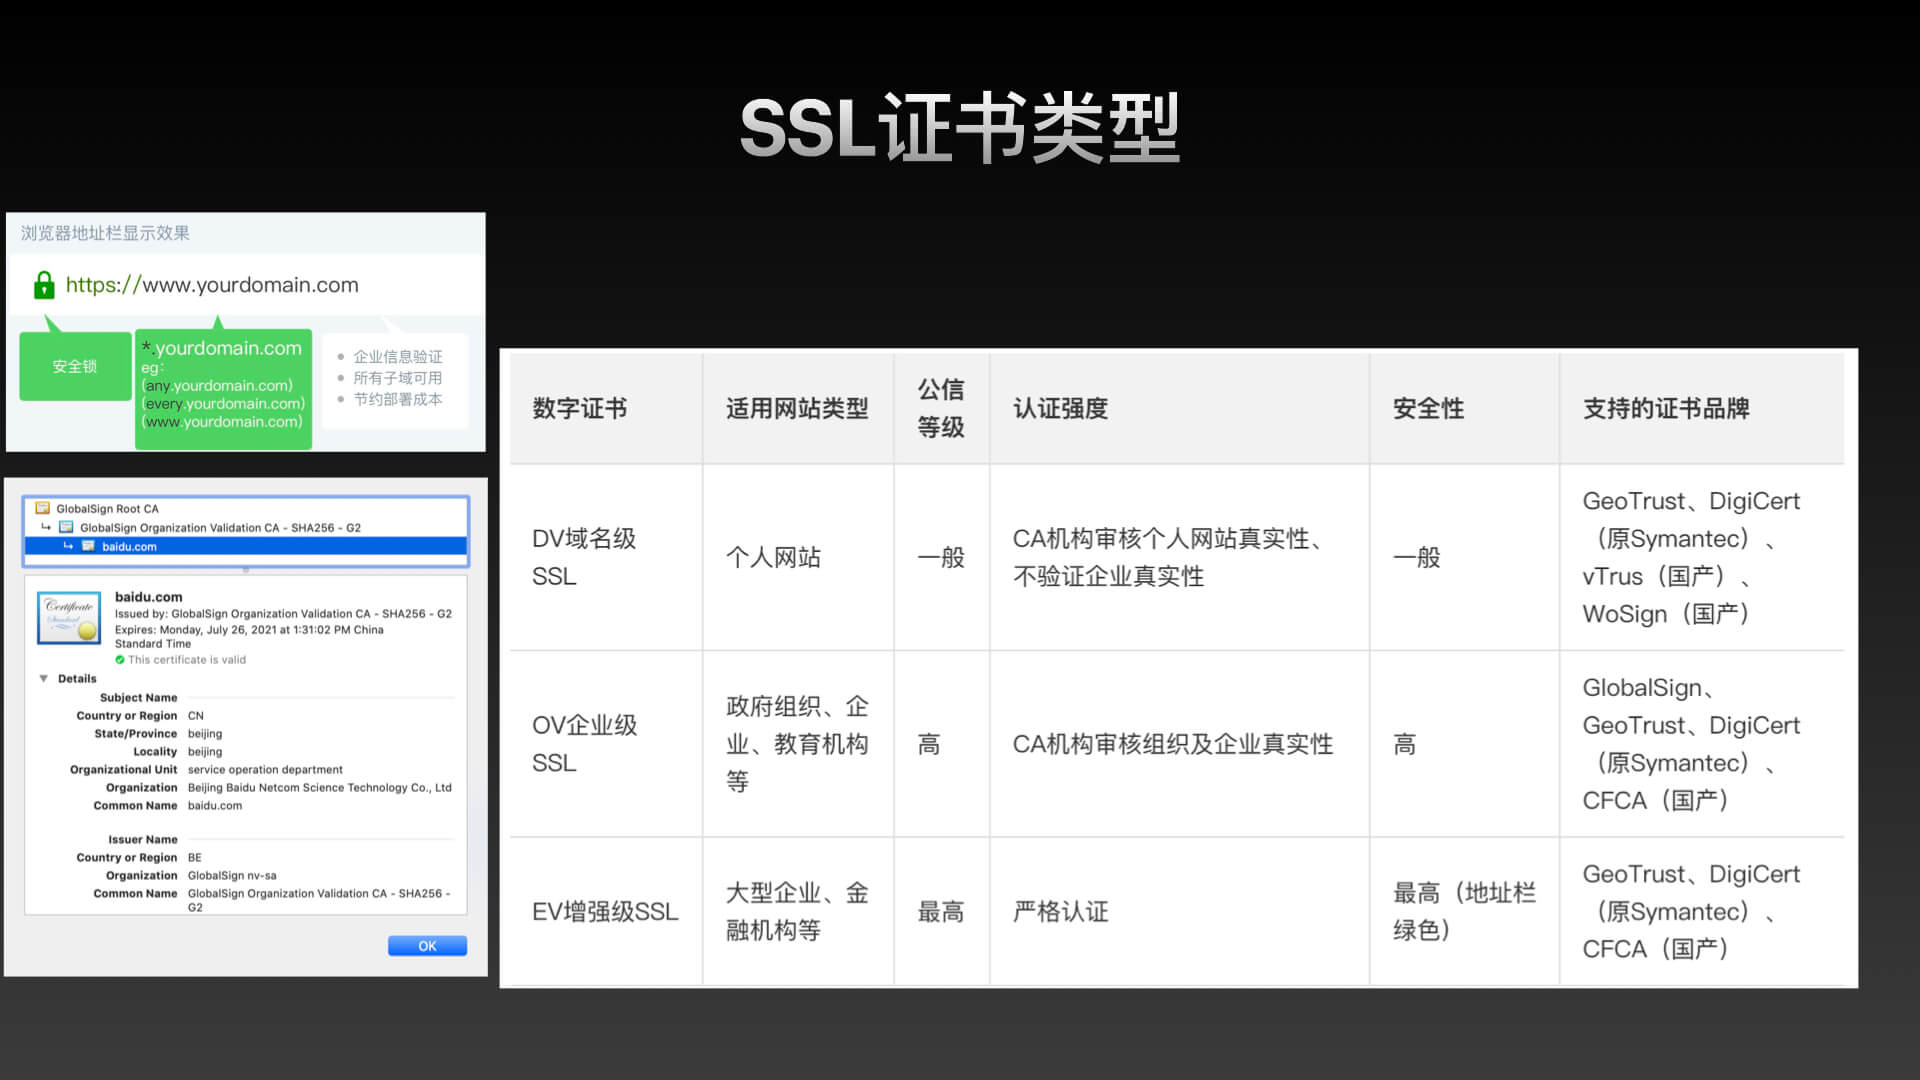 SSL证书类型
浏览器地址栏显示效果
https://www.yourdomain.com
安全锁
*.yourdomain.com
eg:
(any.yourdomain.com)
(every.yourdomain.com)
(www.yourdomain.com)
• 企业信息验证
• 所有子域可用
• 节约部署成本
GlobalSign Root CA
GlobalSign Organization Validation CA - SHA256 - G2
baidu.com
Certificate
Standard
baidu.com
Issued by: GlobalSign Organization Validation CA - SHA256 - G2
Expires: Monday, July 26, 2021 at 1:31:02 PM China
Standard Time
This certificate is valid
Details
Subject Name
Country or Region CN
State/Province beijing
Locality beijing
Organizational Unit service operation department
Organization Beijing Baidu Netcom Science Technology Co., Ltd
Common Name baidu.com
Issuer Name
Country or Region BE
Organization GlobalSign nv-sa
Common Name GlobalSign Organization Validation CA - SHA256 -
G2
OK
数字证书
适用网站类型
公信
等级
认证强度
安全性
支持的证书品牌
DV域名级
SSL
个人网站
一般
CA机构审核个人网站真实性、
不验证企业真实性
一般
GeoTrust、DigiCert
（原Symantec）、
vTrus（国产）、
WoSign（国产）
OV企业级
SSL
政府组织、企
业、教育机构
等
高
CA机构审核组织及企业真实性
高
GlobalSign、
GeoTrust、DigiCert
（原Symantec）、
CFCA（国产）
EV增强级SSL
大型企业、金
融机构等
最高
严格认证
最高（地址栏
绿色）
GeoTrust、DigiCert
（原Symantec）、
CFCA（国产）